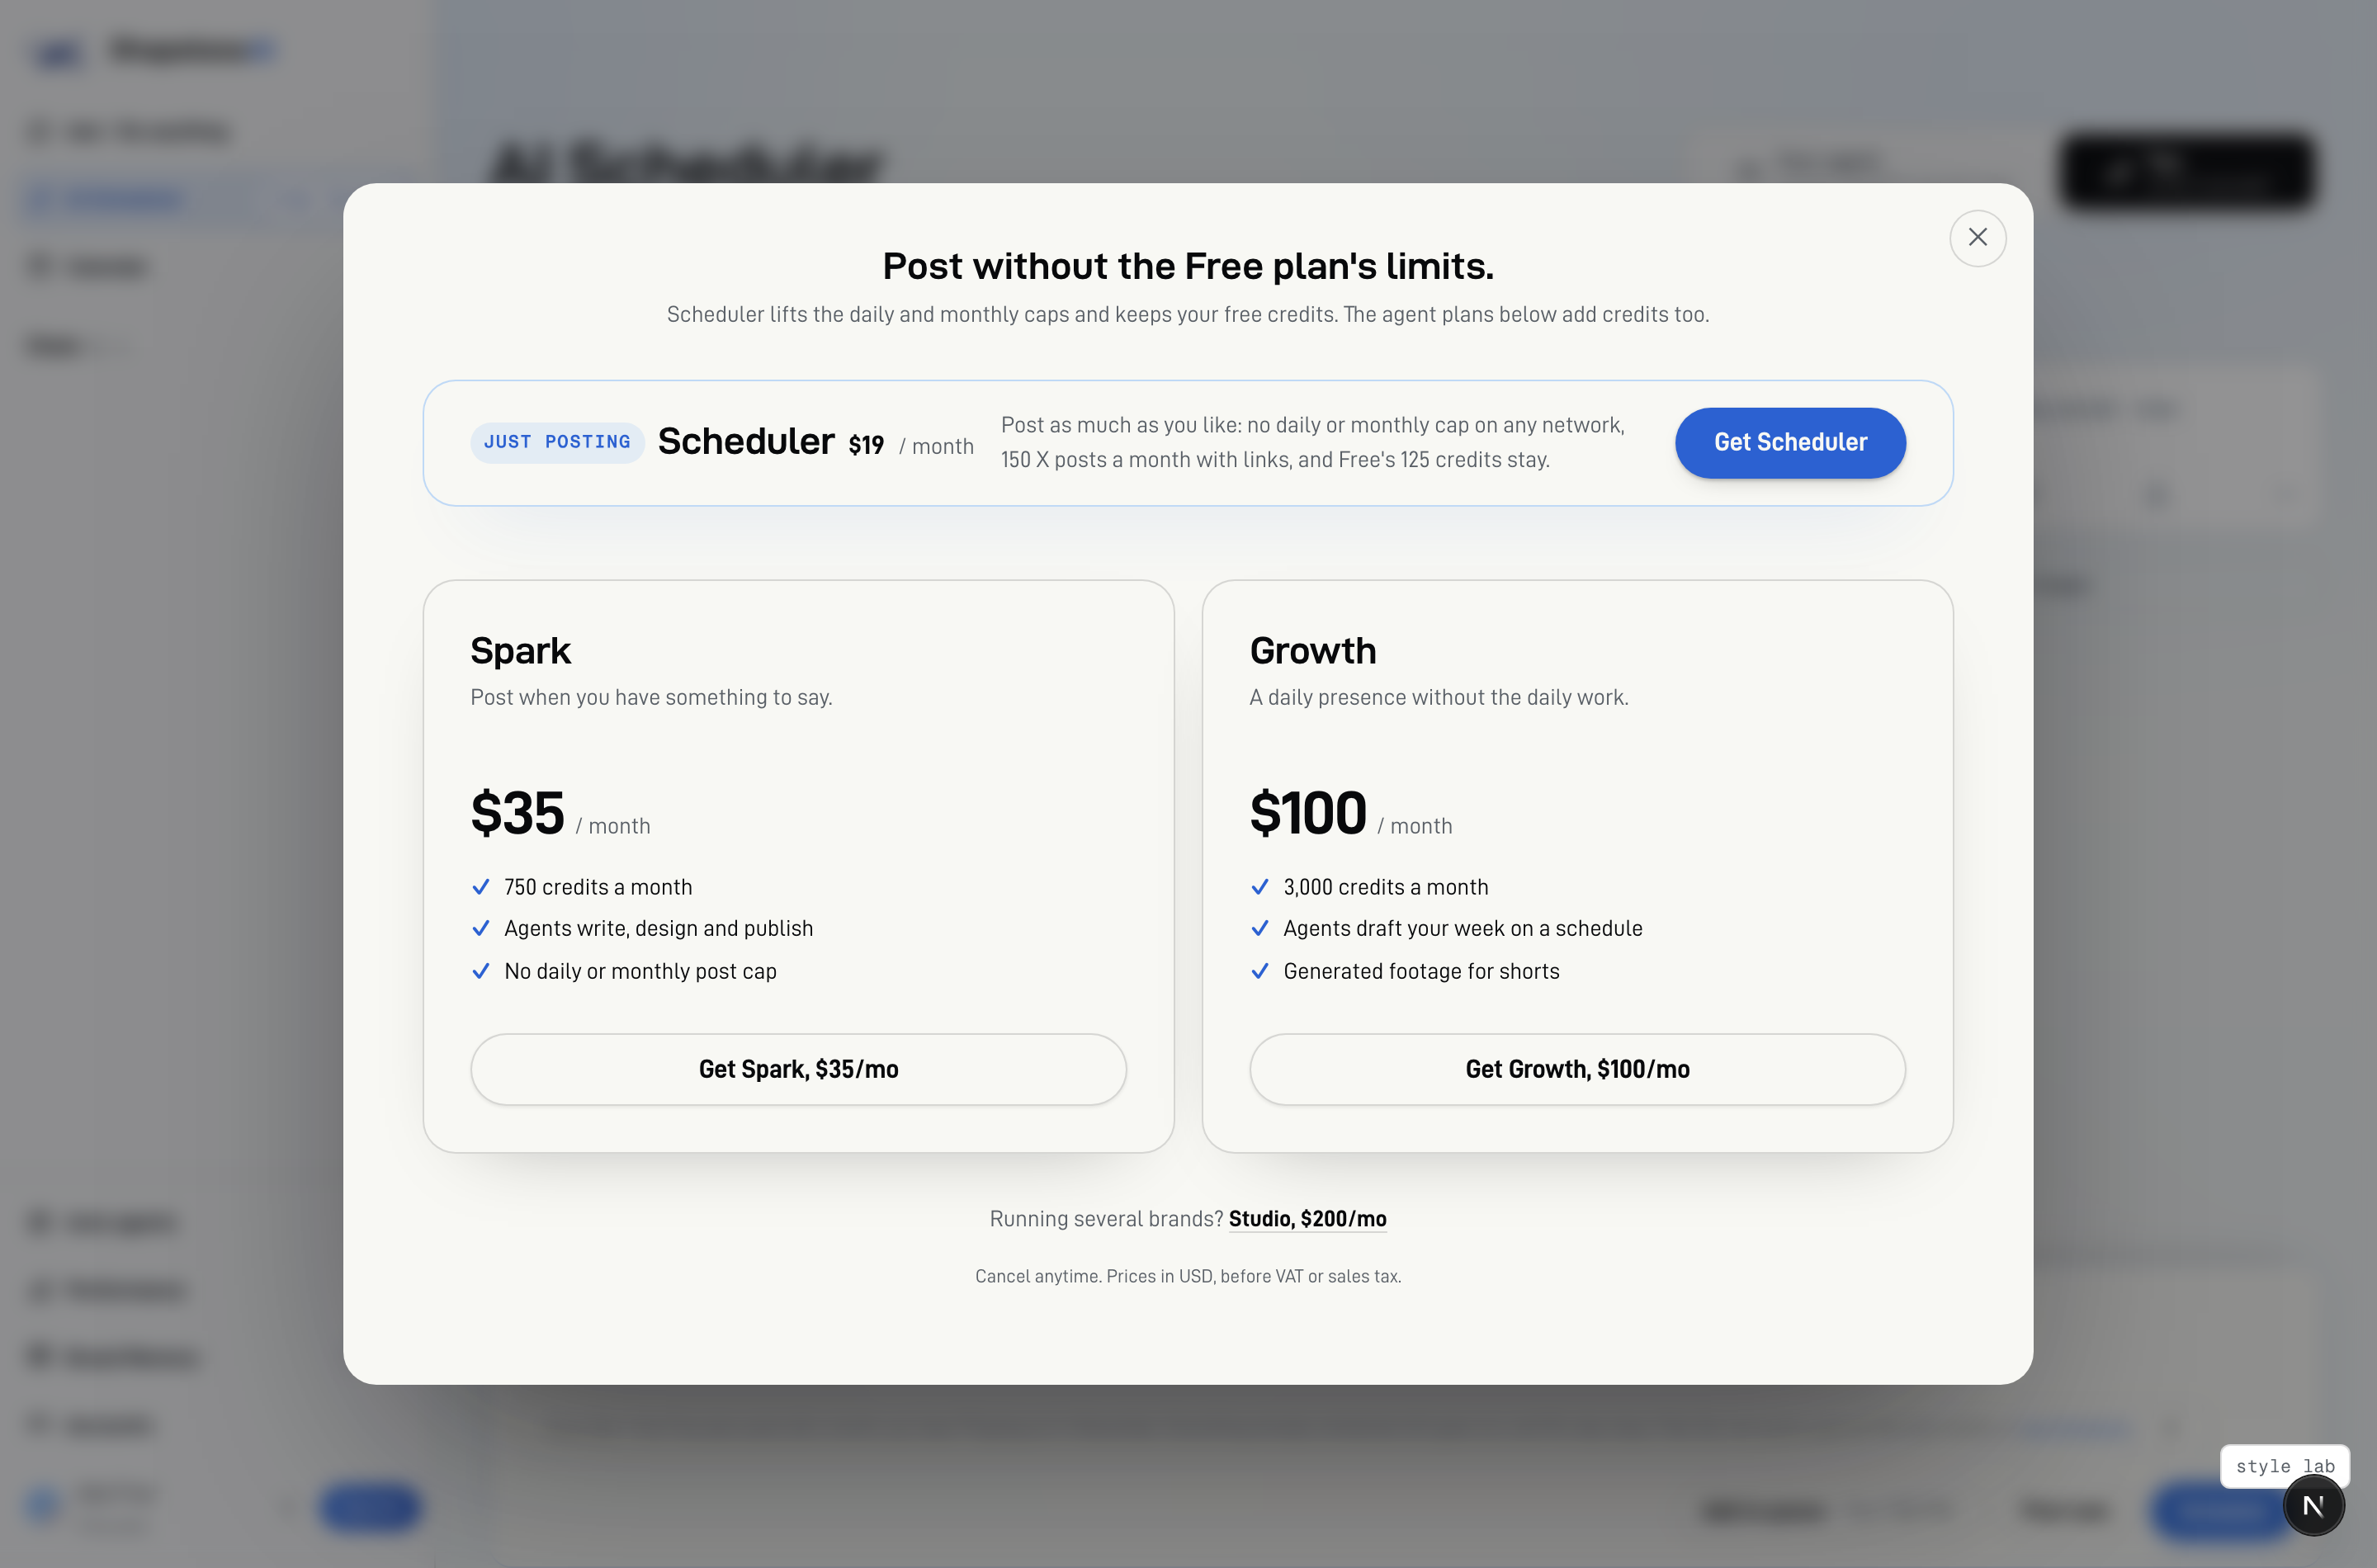 AI Scheduler
Post without the Free plan's limits.
Scheduler lifts the daily and monthly caps and keeps your free credits. The agent plans below add credits too.
JUST POSTING Scheduler $19 / month
Post as much as you like: no daily or monthly cap on any network,
150 X posts a month with links, and Free's 125 credits stay.
Get Scheduler
Spark
Post when you have something to say.
$35 / month
750 credits a month
Agents write, design and publish
No daily or monthly post cap
Get Spark, $35/mo
Growth
A daily presence without the daily work.
$100 / month
3,000 credits a month
Agents draft your week on a schedule
Generated footage for shorts
Get Growth, $100/mo
Running several brands? Studio, $200/mo
Cancel anytime. Prices in USD, before VAT or sales tax.
style lab
N